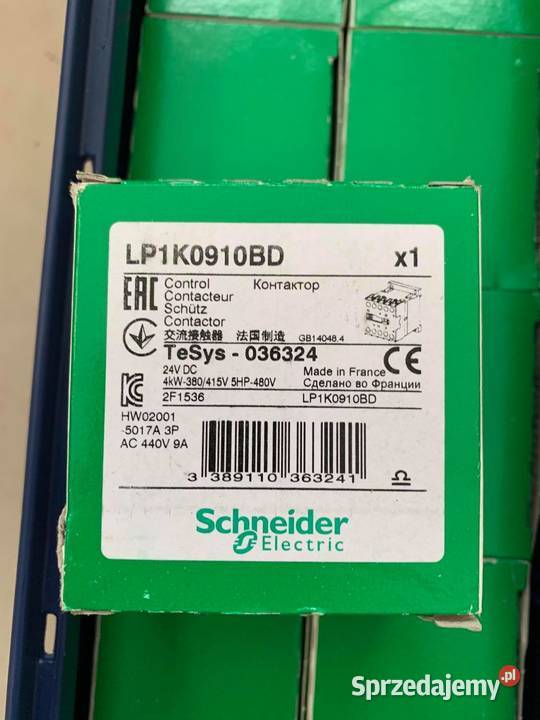 LP1K0910BD x1
EAC Control Контактор
Contacteur
Schütz
Contactor
交流接触器 法国制造 GB14048.4
TeSys - 036324
24V DC Made in France CE
4kW-380/415V 5HP-480V Сделано во Франции
2F1536 LP1K0910BD
HW02001
-5017A 3P
AC 440V 9A
3 389110 363241
Schneider
Electric
Sprzedajemy.pl